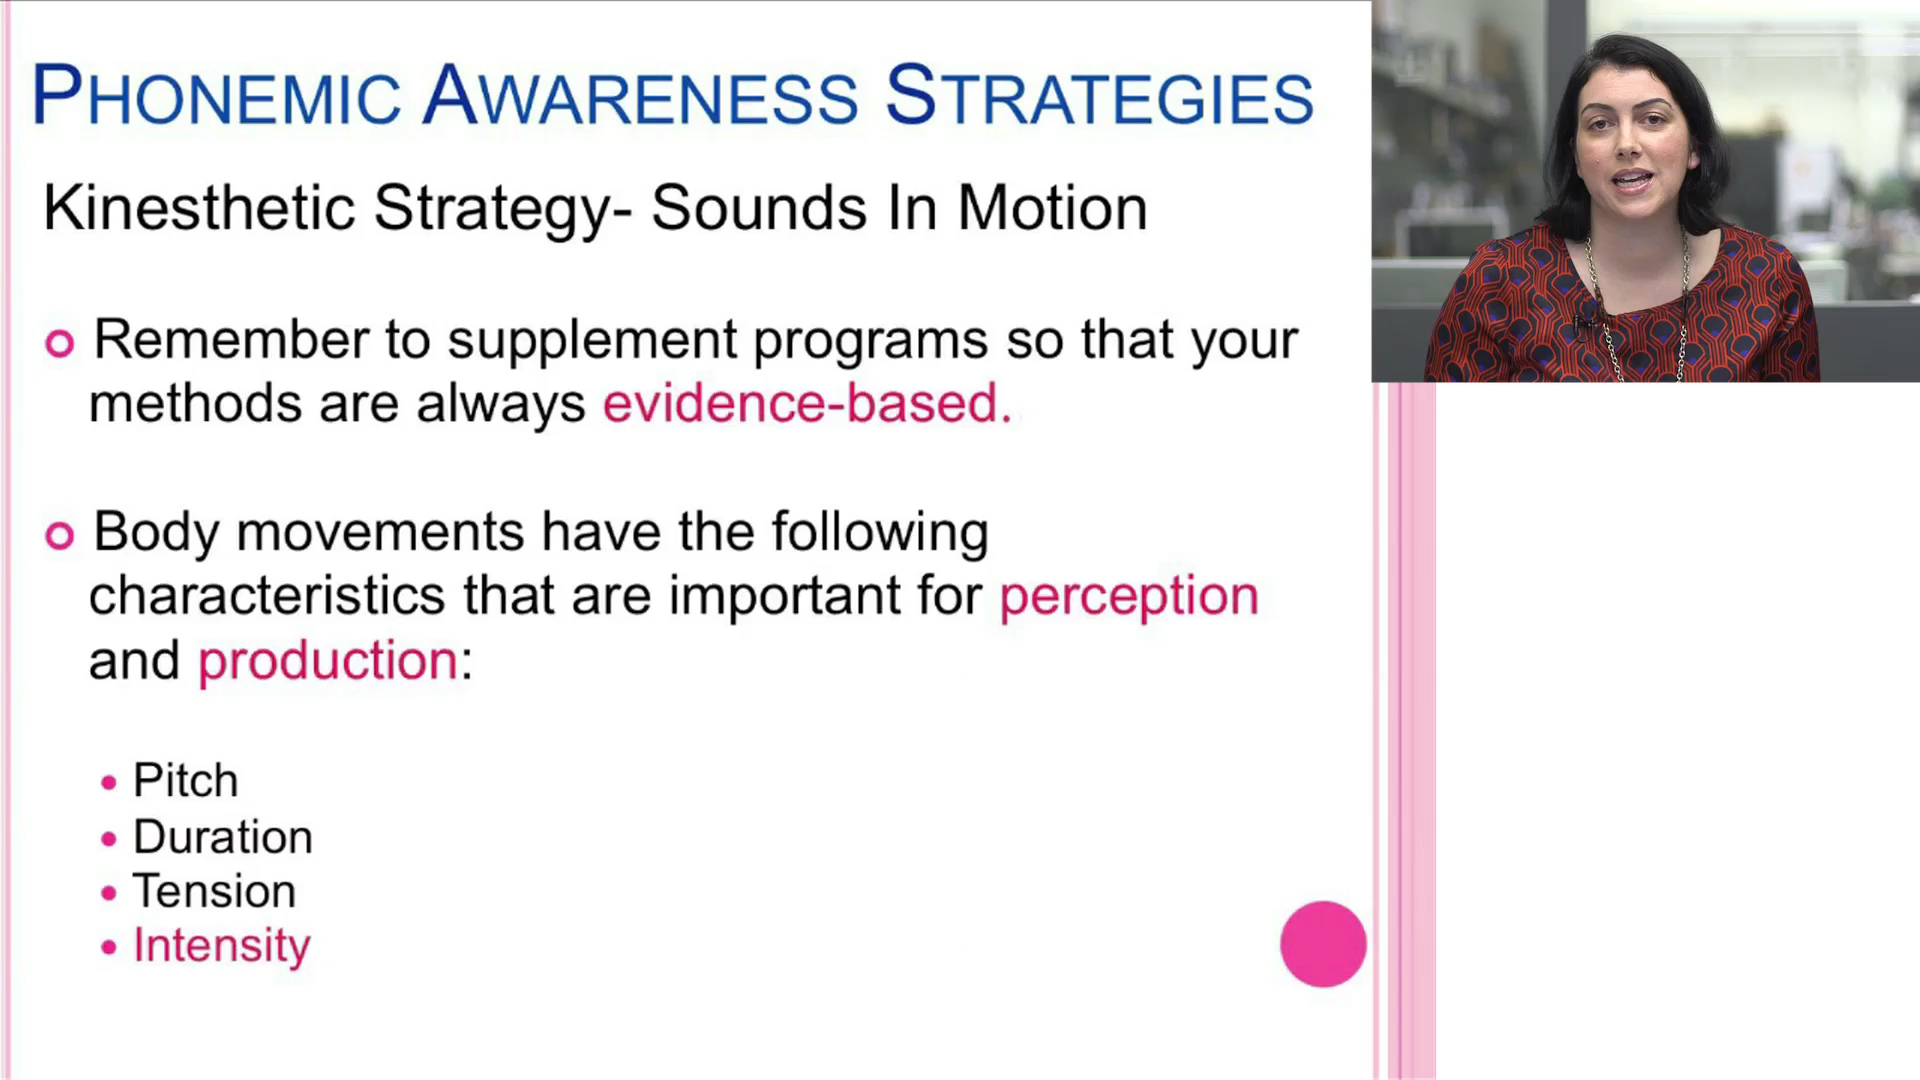 PHONEMIC AWARENESS STRATEGIES
Kinesthetic Strategy- Sounds In Motion
Remember to supplement programs so that your
methods are always evidence-based.
Body movements have the following
characteristics that are important for perception
and production:
Pitch
Duration
Tension
Intensity